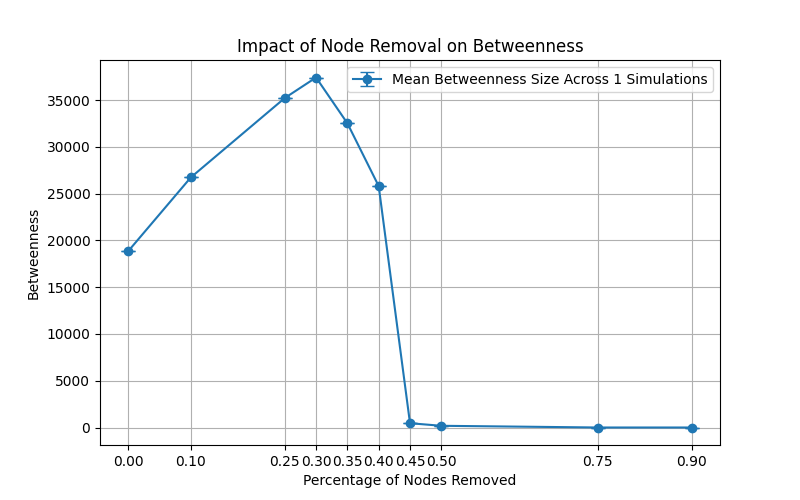 Impact of Node Removal on Betweenness
Mean Betweenness Size Across 1 Simulations
Betweenness
35000
30000
25000
20000
15000
10000
5000
0
0.00 0.10 0.25 0.30 0.35 0.40 0.45 0.50 0.75 0.90
Percentage of Nodes Removed